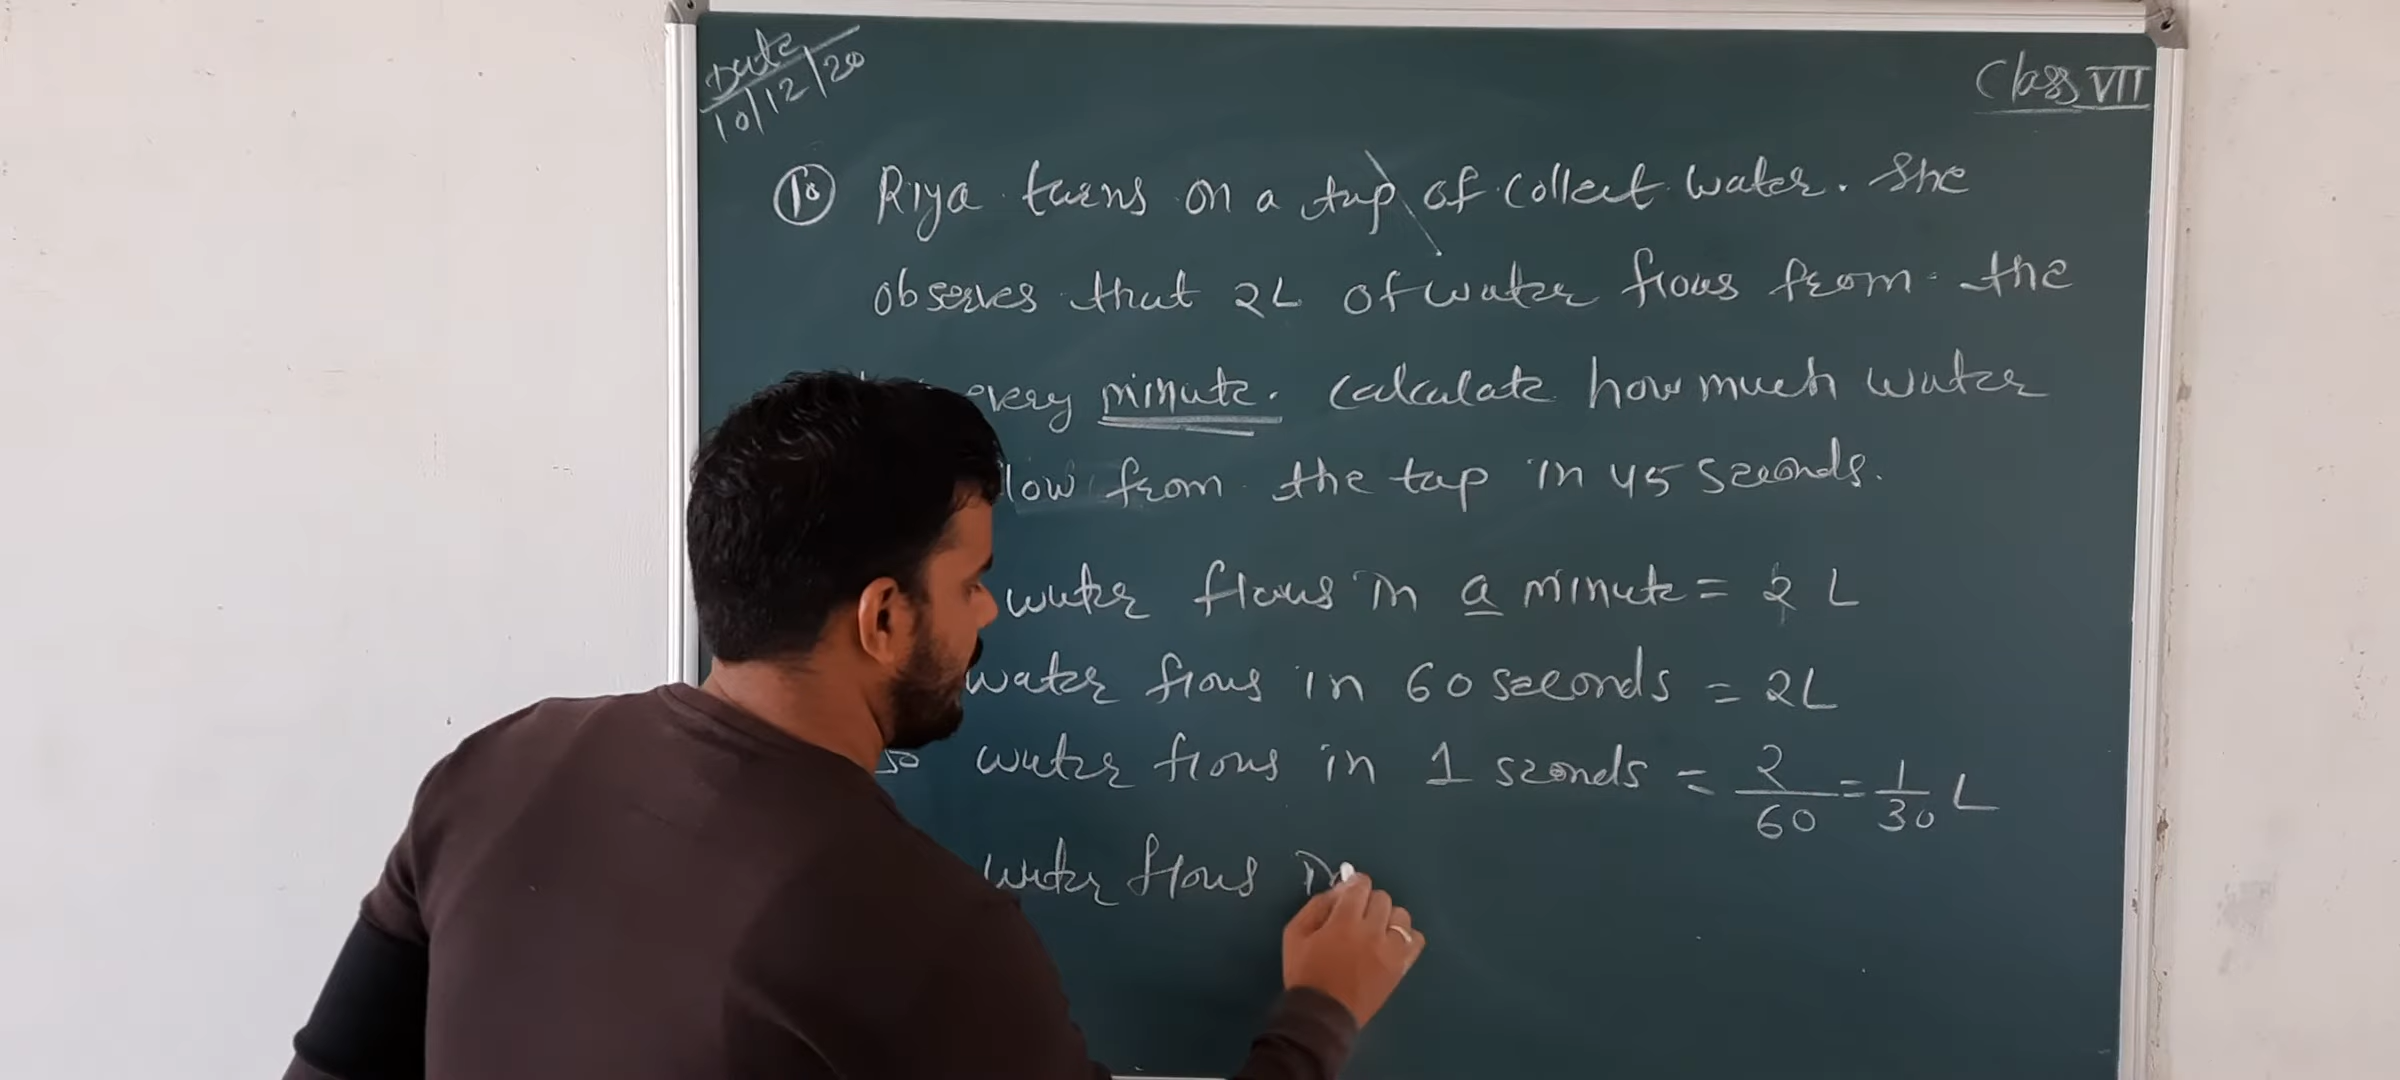 Date
10/12/20
Class VII
10 Riya turns on a tap of collect water. She
observes that 2L of water flows from the
every minute. calculate how much water
low from the tap in 45 seconds.
water flows in a minute = 2 L
water flows in 60 seconds = 2L
so water flows in 1 seonds = 2/60 = 1/30 L
water flows in